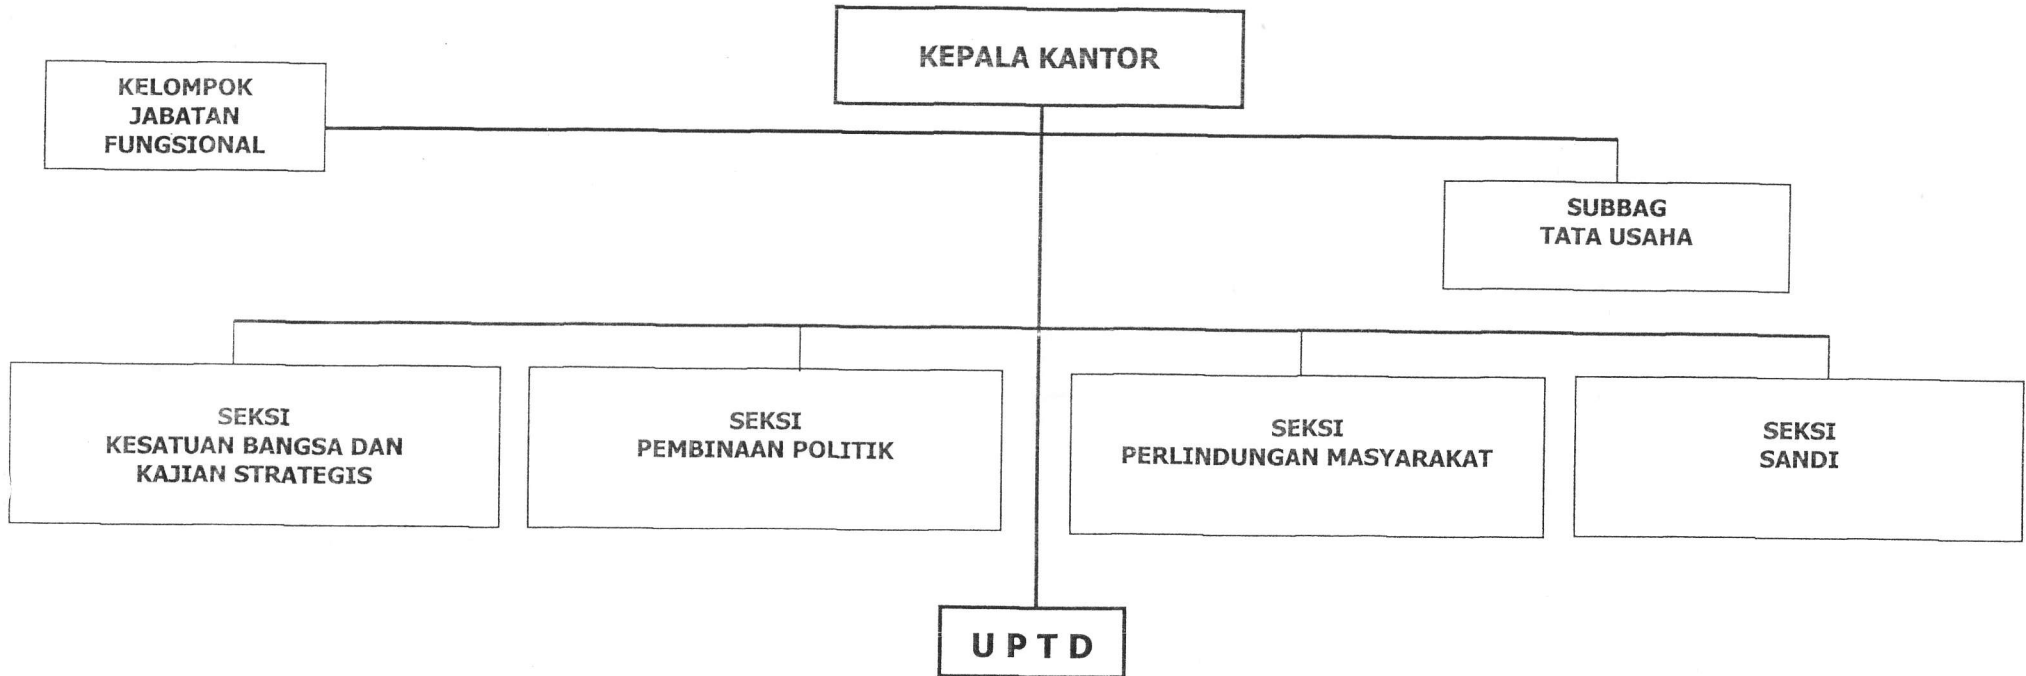 KEPALA KANTOR
KELOMPOK
JABATAN
FUNGSIONAL
SUBBAG
TATA USAHA
SEKSI
KESATUAN BANGSA DAN
KAJIAN STRATEGIS
SEKSI
PEMBINAAN POLITIK
SEKSI
PERLINDUNGAN MASYARAKAT
SEKSI
SANDI
U P T D